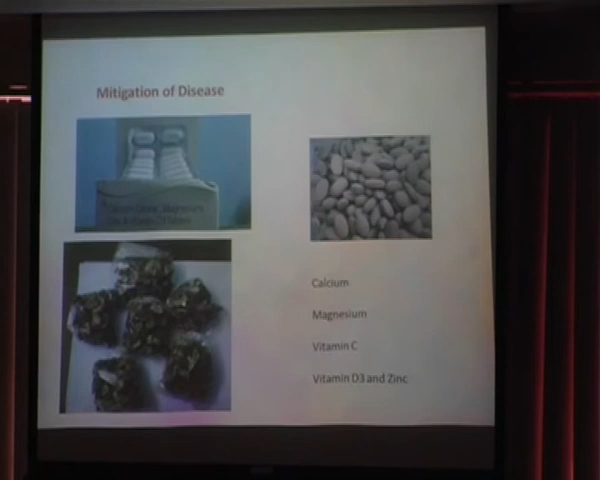 Mitigation of Disease
Calcium
Magnesium
Vitamin C
Vitamin D3 and Zinc